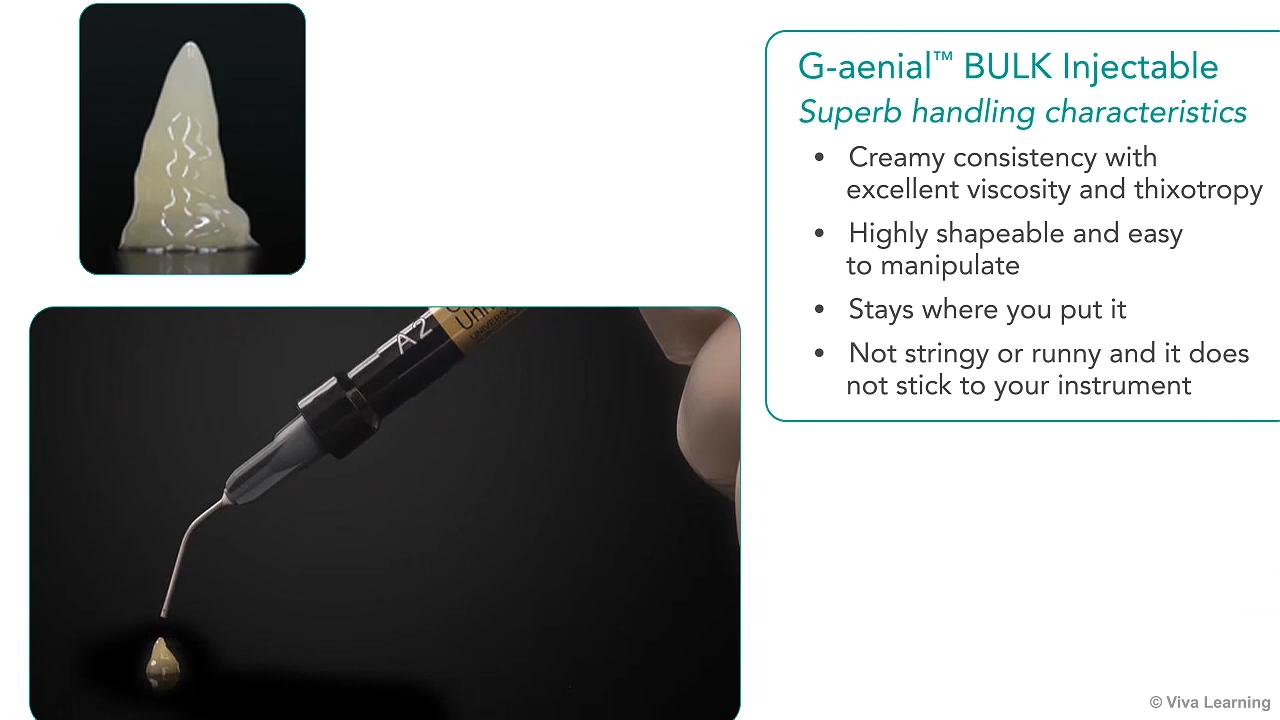 G-aenial™ BULK Injectable
Superb handling characteristics
• Creamy consistency with
excellent viscosity and thixotropy
• Highly shapeable and easy
to manipulate
• Stays where you put it
• Not stringy or runny and it does
not stick to your instrument
A2
© Viva Learning